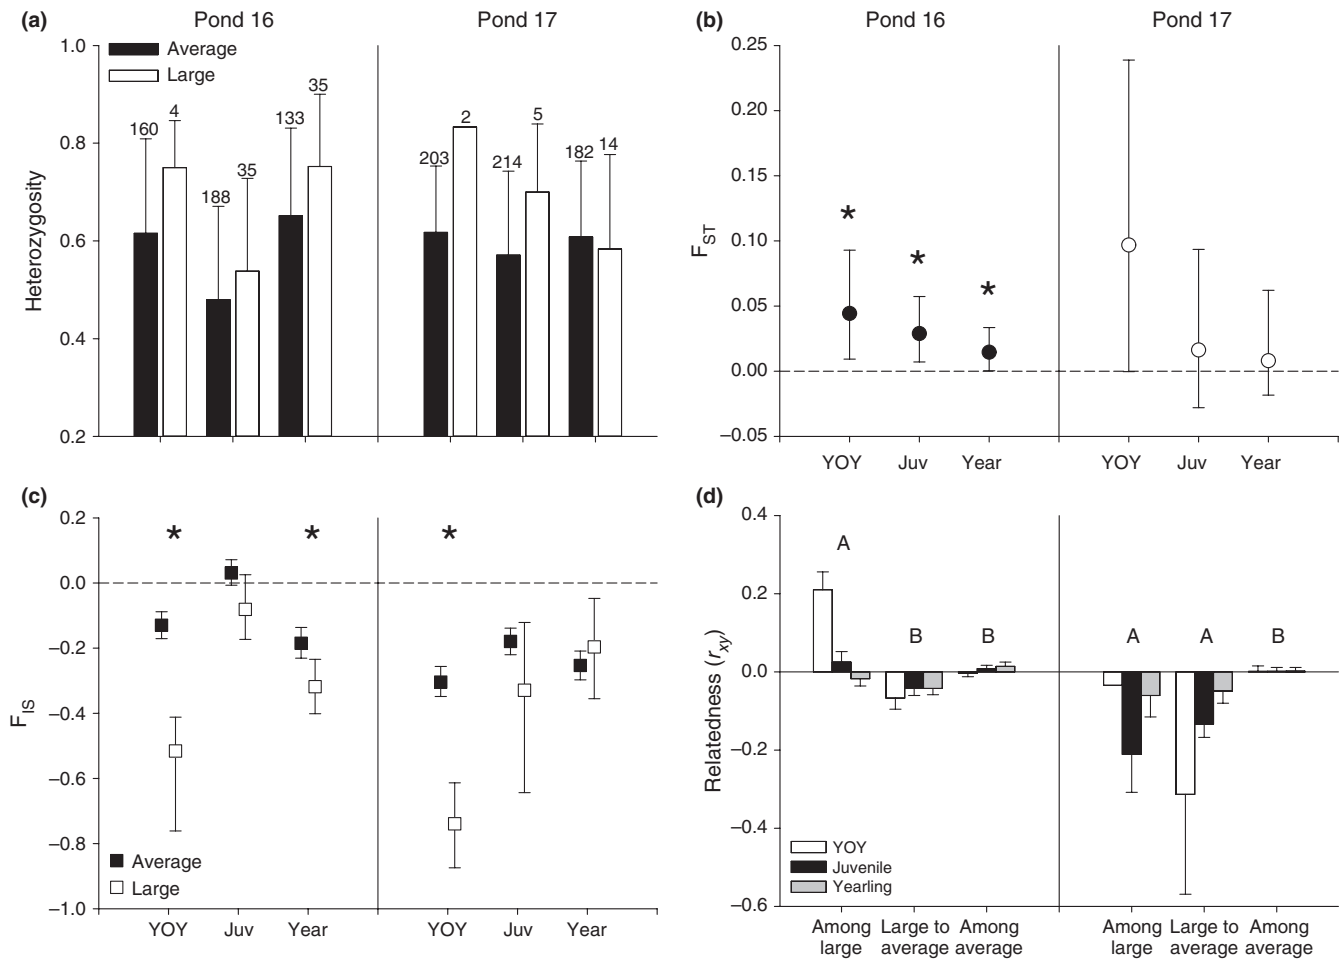 (a)
Pond 16
Pond 17
1.0
0.8
0.6
0.4
0.2
Heterozygosity
Average
Large
160
4
188
35
133
35
203
2
214
5
182
14
(b)
Pond 16
Pond 17
0.25
0.20
0.15
0.10
0.05
0.00
–0.05
FST
*
*
*
YOY
Juv
Year
YOY
Juv
Year
(c)
0.2
0.0
–0.2
–0.4
–0.6
–0.8
–1.0
FIS
*
*
*
Average
Large
YOY
Juv
Year
YOY
Juv
Year
(d)
0.4
0.2
0.0
–0.2
–0.4
–0.6
Relatedness (rxy)
A
B
B
A
A
B
YOY
Juvenile
Yearling
Among
large
Large to
average
Among
average
Among
large
Large to
average
Among
average